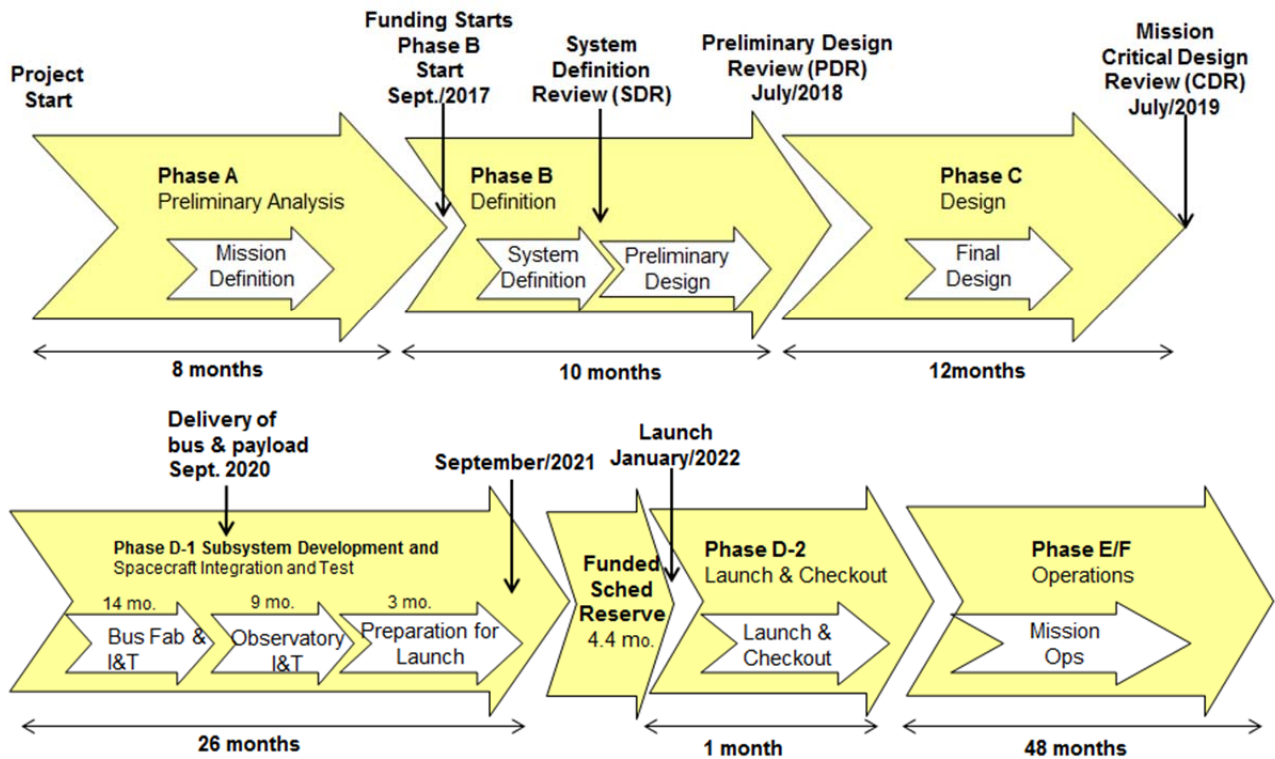 Project
Start
Funding Starts
Phase B
Start
Sept./2017
System
Definition
Review (SDR)
Preliminary Design
Review (PDR)
July/2018
Mission
Critical Design
Review (CDR)
July/2019
Phase A
Preliminary Analysis
Mission
Definition
Phase B
Definition
System
Definition
Preliminary
Design
Phase C
Design
Final
Design
8 months
10 months
12months
Delivery of
bus & payload
Sept. 2020
September/2021
Launch
January/2022
Phase D-1 Subsystem Development and
Spacecraft Integration and Test
14 mo.
Bus Fab &
I&T
9 mo.
Observatory
I&T
3 mo.
Preparation for
Launch
Funded
Sched
Reserve
4.4 mo.
Phase D-2
Launch & Checkout
Launch &
Checkout
Phase E/F
Operations
Mission
Ops
26 months
1 month
48 months